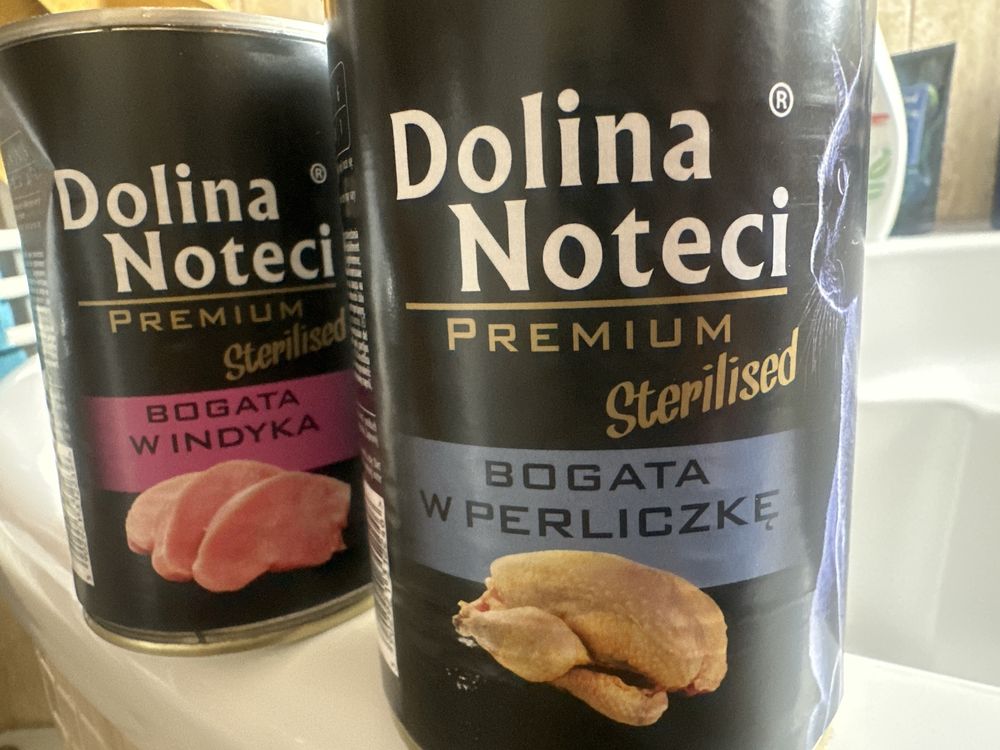 Dolina
Noteci
®
PREMIUM
Sterilised
BOGATA
W INDYKA
Dolina
Noteci
®
PREMIUM
Sterilised
BOGATA
W PERLICZKĘ